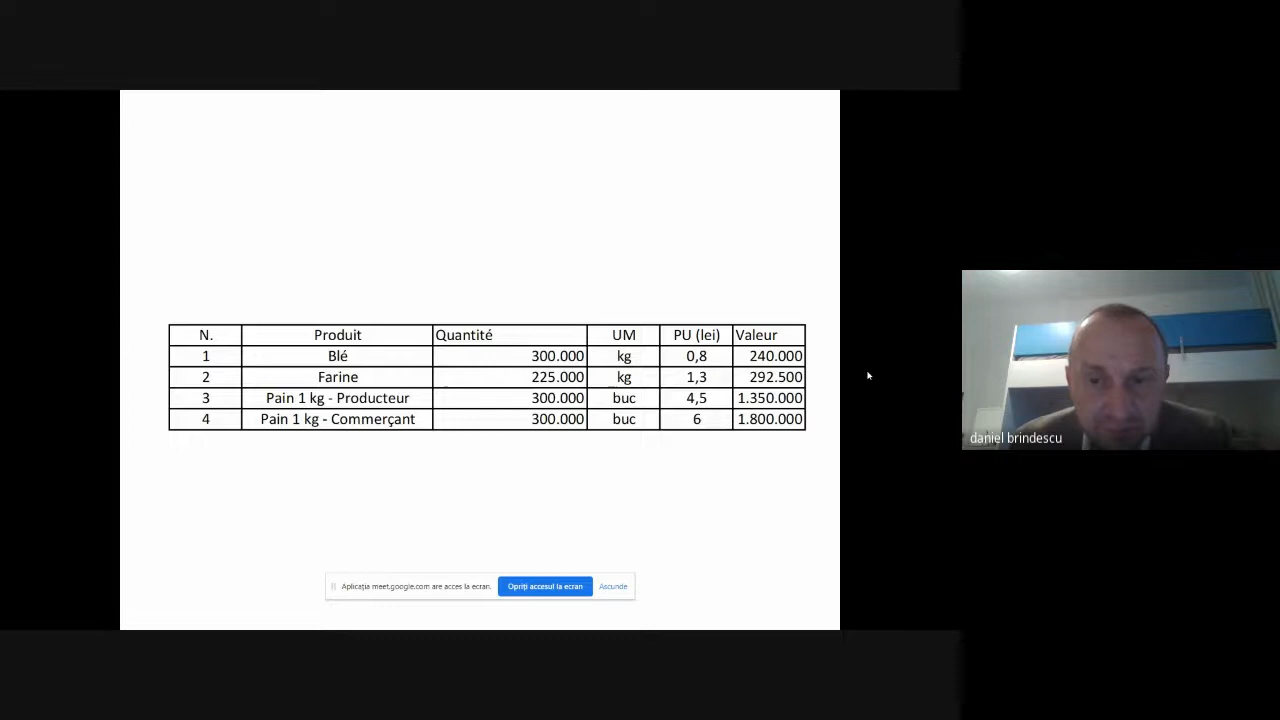 N. Produit Quantité UM PU (lei) Valeur
1 Blé 300.000 kg 0,8 240.000
2 Farine 225.000 kg 1,3 292.500
3 Pain 1 kg - Producteur 300.000 buc 4,5 1.350.000
4 Pain 1 kg - Commerçant 300.000 buc 6 1.800.000
daniel brindescu
Aplicația meet.google.com are acces la ecran. Opriți accesul la ecran Ascunde